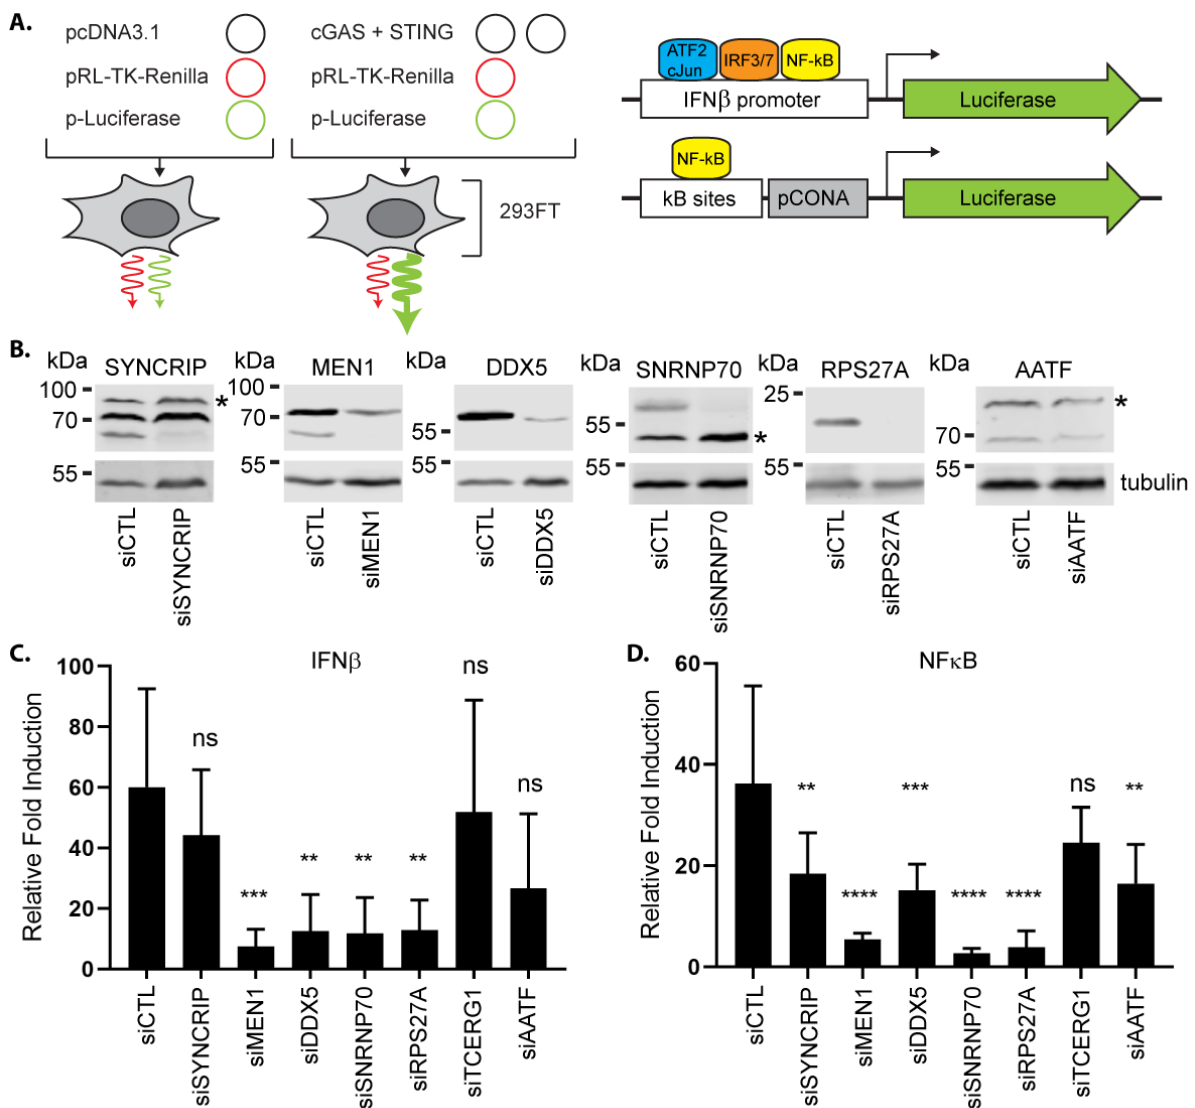 A.
pcDNA3.1
pRL-TK-Renilla
p-Luciferase
cGAS + STING
pRL-TK-Renilla
p-Luciferase
293FT
ATF2
cJun
IRF3/7
NF-kB
IFNβ promoter
Luciferase
NF-kB
kB sites
pCONA
Luciferase
B.
kDa
SYNCRIP
100
70
55
*
siCTL
siSYNCRIP
kDa
MEN1
100
70
55
siCTL
siMEN1
kDa
DDX5
55
55
siCTL
siDDX5
SNRNP70
55
55
*
siCTL
siSNRNP70
kDa
RPS27A
25
55
siCTL
siRPS27A
kDa
AATF
70
55
*
tubulin
siCTL
siAATF
C.
IFNβ
Relative Fold Induction
100
80
60
40
20
0
ns
***
**
**
**
ns
ns
siCTL
siSYNCRIP
siMEN1
siDDX5
siSNRNP70
siRPS27A
siTCERG1
siAATF
D.
NFκB
Relative Fold Induction
60
40
20
0
**
****
***
****
****
ns
**
siCTL
siSYNCRIP
siMEN1
siDDX5
siSNRNP70
siRPS27A
siTCERG1
siAATF